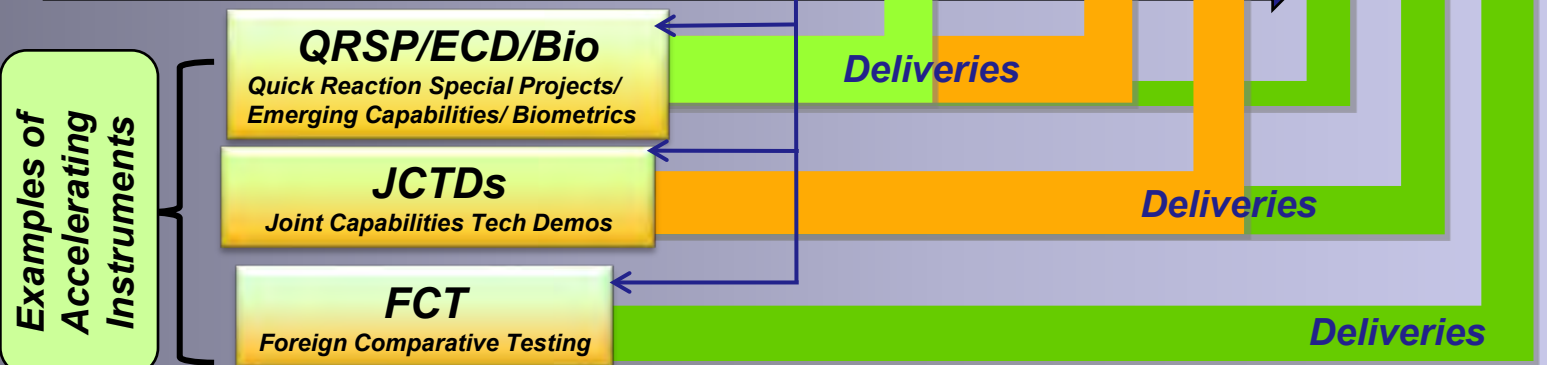 Examples of
Accelerating
Instruments
QRSP/ECD/Bio
Quick Reaction Special Projects/
Emerging Capabilities/ Biometrics
Deliveries
JCTDs
Joint Capabilities Tech Demos
Deliveries
FCT
Foreign Comparative Testing
Deliveries